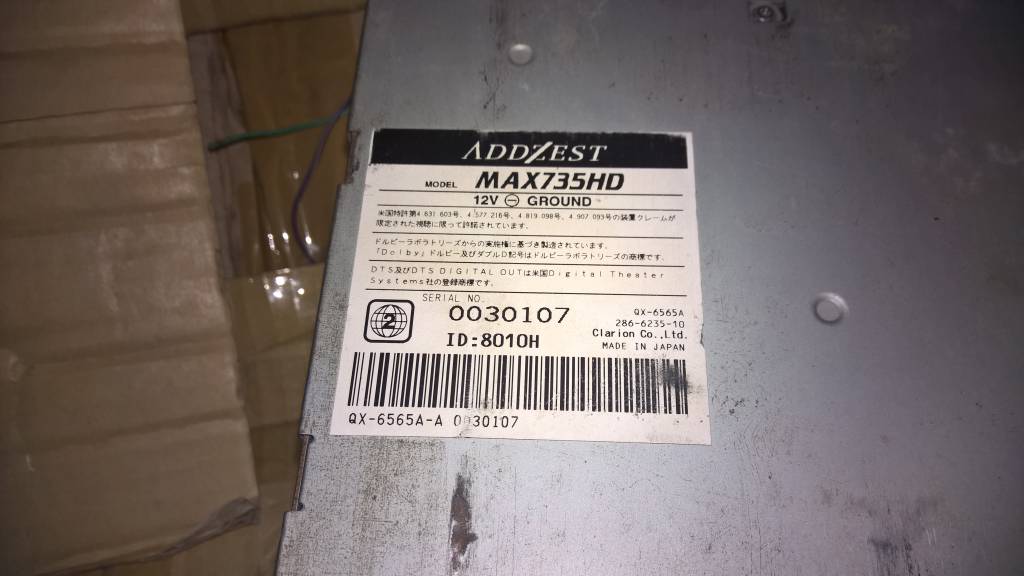 ADDZEST
MODEL MAX735HD
12V ⊖ GROUND
米国特許第4.631.603号、4.577.216号、4.819.098号、4.907.093号の装置クレームが
限定された視聴に限って許諾されています。
ドルビーラボラトリーズからの実施権に基づき製造されています。
「Dolby」ドルビー及びダブルD記号はドルビーラボラトリーズの商標です。
DTS及びDTS DIGITAL OUTは米国Digital Theater
Systems社の登録商標です。
SERIAL NO.
0030107
2
ID:8010H
QX-6565A
286-6235-10
Clarion Co.,Ltd.
MADE IN JAPAN
QX-6565A-A 0030107